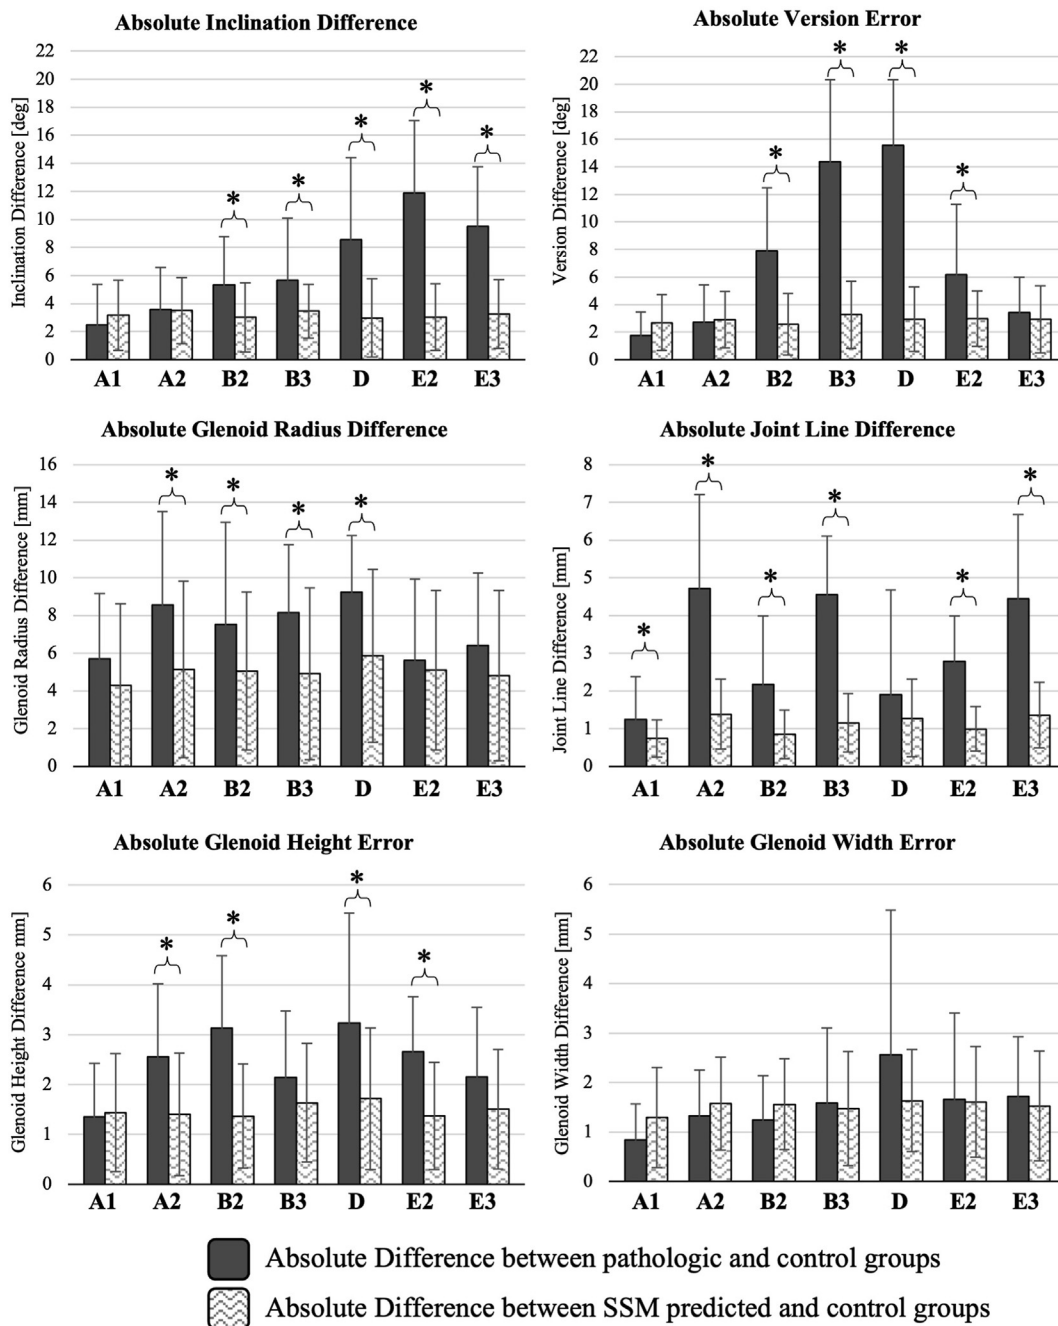 Absolute Inclination Difference
Inclination Difference [deg]
22
20
18
16
14
12
10
8
6
4
2
0
* * * * *
A1 A2 B2 B3 D E2 E3
Absolute Version Error
Version Difference [deg]
22
20
18
16
14
12
10
8
6
4
2
0
* * * *
A1 A2 B2 B3 D E2 E3
Absolute Glenoid Radius Difference
Glenoid Radius Difference [mm]
16
14
12
10
8
6
4
2
0
* * * *
A1 A2 B2 B3 D E2 E3
Absolute Joint Line Difference
Joint Line Difference [mm]
8
7
6
5
4
3
2
1
0
* * * * * *
A1 A2 B2 B3 D E2 E3
Absolute Glenoid Height Error
Glenoid Height Difference mm]
6
5
4
3
2
1
0
* * * *
A1 A2 B2 B3 D E2 E3
Absolute Glenoid Width Error
Glenoid Width Difference [mm]
6
5
4
3
2
1
0
A1 A2 B2 B3 D E2 E3
Absolute Difference between pathologic and control groups
Absolute Difference between SSM predicted and control groups